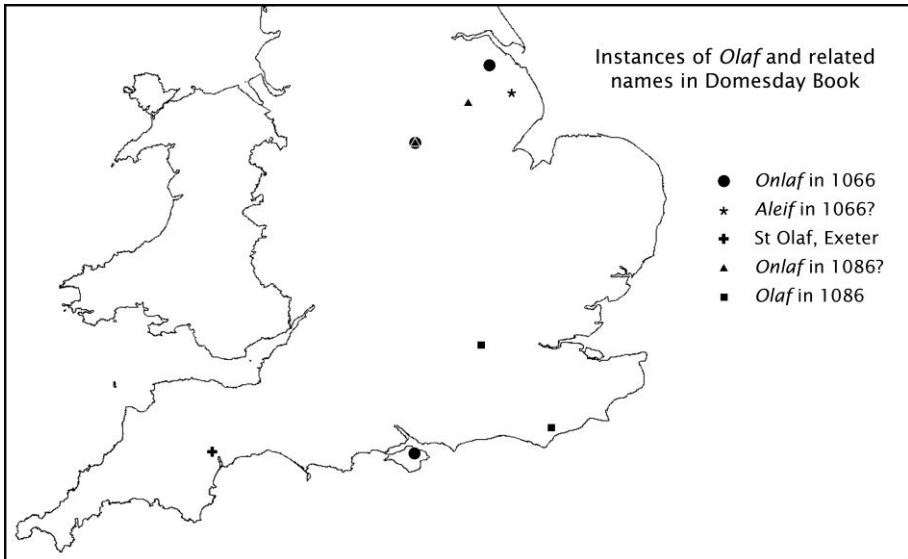 Instances of Olaf and related
names in Domesday Book
Onlaf in 1066
Aleif in 1066?
St Olaf, Exeter
Onlaf in 1086?
Olaf in 1086